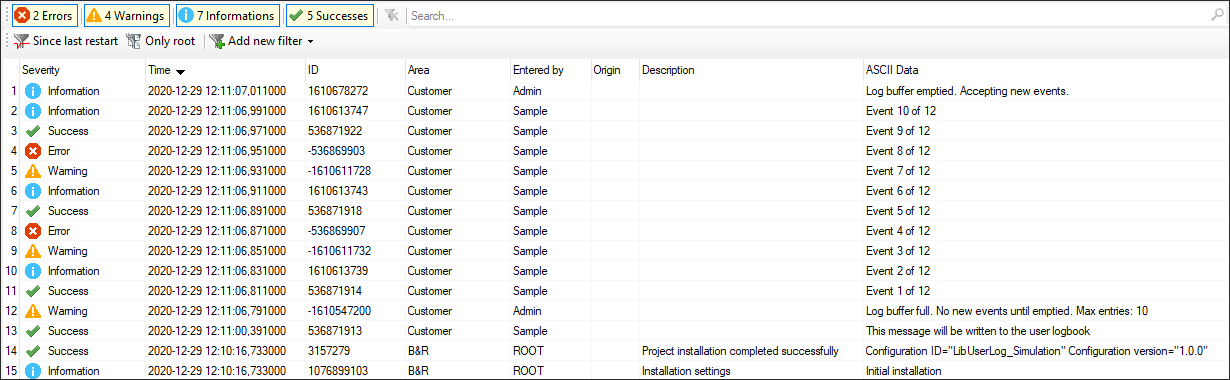 2 Errors 4 Warnings 7 Informations 5 Successes Search...
Since last restart Only root Add new filter
Severity Time ID Area Entered by Origin Description ASCII Data
1 Information 2020-12-29 12:11:07,011000 1610678272 Customer Admin Log buffer emptied. Accepting new events.
2 Information 2020-12-29 12:11:06,991000 1610613747 Customer Sample Event 10 of 12
3 Success 2020-12-29 12:11:06,971000 536871922 Customer Sample Event 9 of 12
4 Error 2020-12-29 12:11:06,951000 -536869903 Customer Sample Event 8 of 12
5 Warning 2020-12-29 12:11:06,931000 -1610611728 Customer Sample Event 7 of 12
6 Information 2020-12-29 12:11:06,911000 1610613743 Customer Sample Event 6 of 12
7 Success 2020-12-29 12:11:06,891000 536871918 Customer Sample Event 5 of 12
8 Error 2020-12-29 12:11:06,871000 -536869907 Customer Sample Event 4 of 12
9 Warning 2020-12-29 12:11:06,851000 -1610611732 Customer Sample Event 3 of 12
10 Information 2020-12-29 12:11:06,831000 1610613739 Customer Sample Event 2 of 12
11 Success 2020-12-29 12:11:06,811000 536871914 Customer Sample Event 1 of 12
12 Warning 2020-12-29 12:11:06,791000 -1610547200 Customer Admin Log buffer full. No new events until emptied. Max entries: 10
13 Success 2020-12-29 12:11:00,391000 536871913 Customer Sample This message will be written to the user logbook
14 Success 2020-12-29 12:10:16,733000 3157279 B&R ROOT Project installation completed successfully Configuration ID="LibUserLog_Simulation" Configuration version="1.0.0"
15 Information 2020-12-29 12:10:16,733000 1076899103 B&R ROOT Installation settings Initial installation